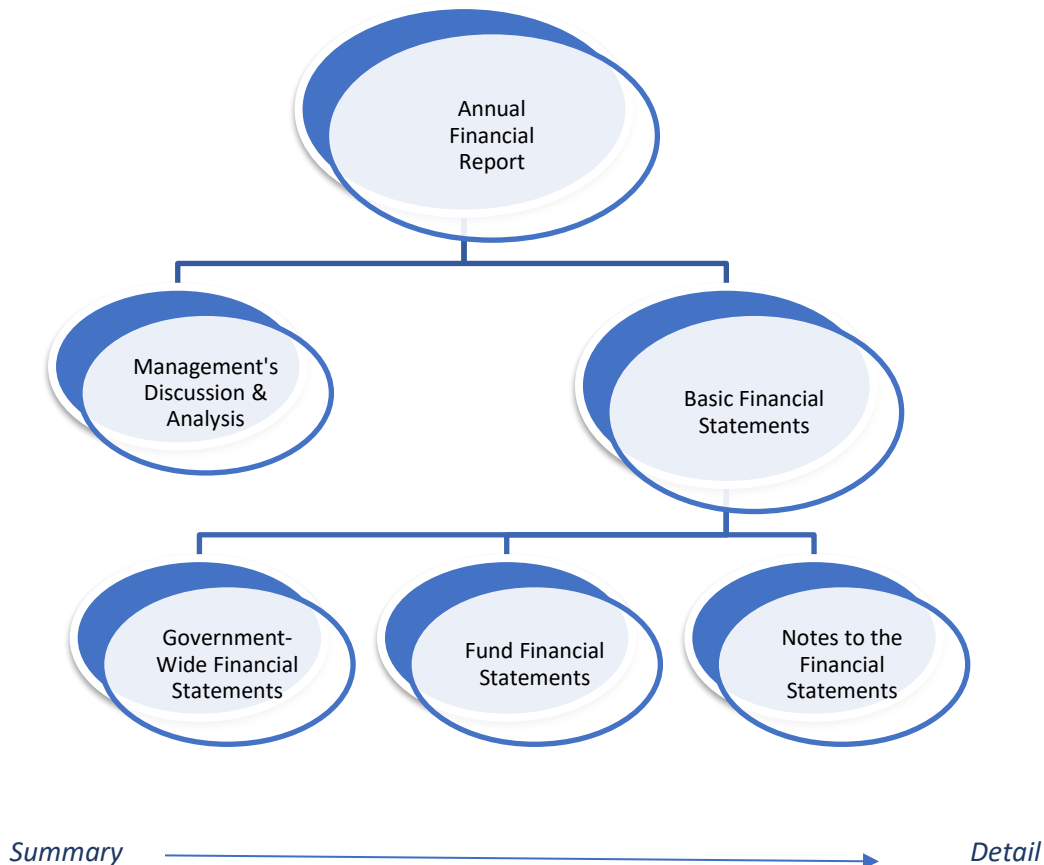 Annual
Financial
Report
Management's
Discussion &
Analysis
Basic Financial
Statements
Government-
Wide Financial
Statements
Fund Financial
Statements
Notes to the
Financial
Statements
Summary
Detail